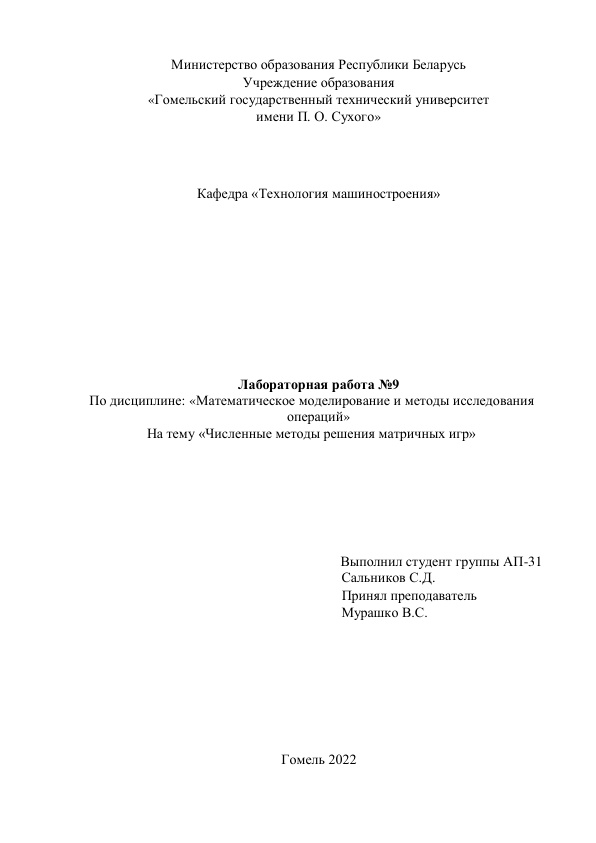 Министерство образования Республики Беларусь
Учреждение образования
«Гомельский государственный технический университет
имени П. О. Сухого»
Кафедра «Технология машиностроения»
Лабораторная работа №9
По дисциплине: «Математическое моделирование и методы исследования
операций»
На тему «Численные методы решения матричных игр»
Выполнил студент группы АП-31
Сальников С.Д.
Принял преподаватель
Мурашко В.С.
Гомель 2022